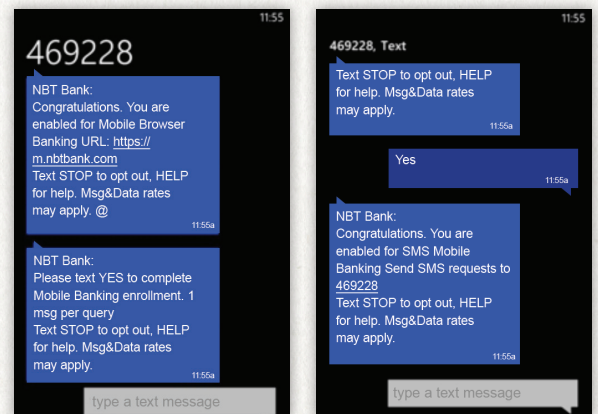 11:55
469228
NBT Bank:
Congratulations. You are
enabled for Mobile Browser
Banking URL: https://
m.nbtbank.com
Text STOP to opt out, HELP
for help. Msg&Data rates
may apply. @
11:55a
NBT Bank:
Please text YES to complete
Mobile Banking enrollment. 1
msg per query
Text STOP to opt out, HELP
for help. Msg&Data rates
may apply.
11:55a
type a text message
11:55
469228, Text
Text STOP to opt out, HELP
for help. Msg&Data rates
may apply.
11:55a
Yes
11:55a
NBT Bank:
Congratulations. You are
enabled for SMS Mobile
Banking Send SMS requests to
469228
Text STOP to opt out, HELP
for help. Msg&Data rates
may apply.
11:55a
type a text message